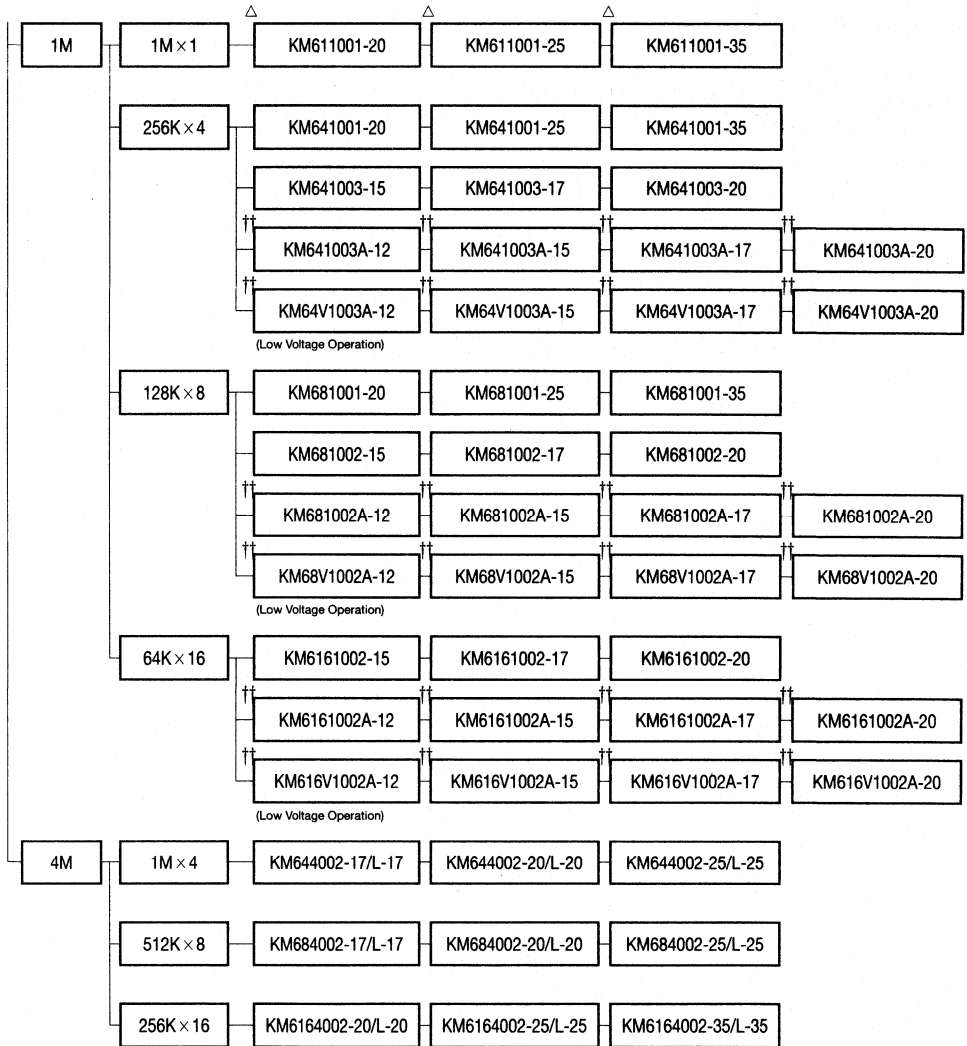 △ △ △
1M 1M×1 KM611001-20 KM611001-25 KM611001-35
256K×4 KM641001-20 KM641001-25 KM641001-35
KM641003-15 KM641003-17 KM641003-20
†† †† †† ††
KM641003A-12 KM641003A-15 KM641003A-17 KM641003A-20
†† †† †† ††
KM64V1003A-12 KM64V1003A-15 KM64V1003A-17 KM64V1003A-20
(Low Voltage Operation)
128K×8 KM681001-20 KM681001-25 KM681001-35
KM681002-15 KM681002-17 KM681002-20
†† †† †† ††
KM681002A-12 KM681002A-15 KM681002A-17 KM681002A-20
†† †† †† ††
KM68V1002A-12 KM68V1002A-15 KM68V1002A-17 KM68V1002A-20
(Low Voltage Operation)
64K×16 KM6161002-15 KM6161002-17 KM6161002-20
†† †† †† ††
KM6161002A-12 KM6161002A-15 KM6161002A-17 KM6161002A-20
†† †† †† ††
KM616V1002A-12 KM616V1002A-15 KM616V1002A-17 KM616V1002A-20
(Low Voltage Operation)
4M 1M×4 KM644002-17/L-17 KM644002-20/L-20 KM644002-25/L-25
512K×8 KM684002-17/L-17 KM684002-20/L-20 KM684002-25/L-25
256K×16 KM6164002-20/L-20 KM6164002-25/L-25 KM6164002-35/L-35